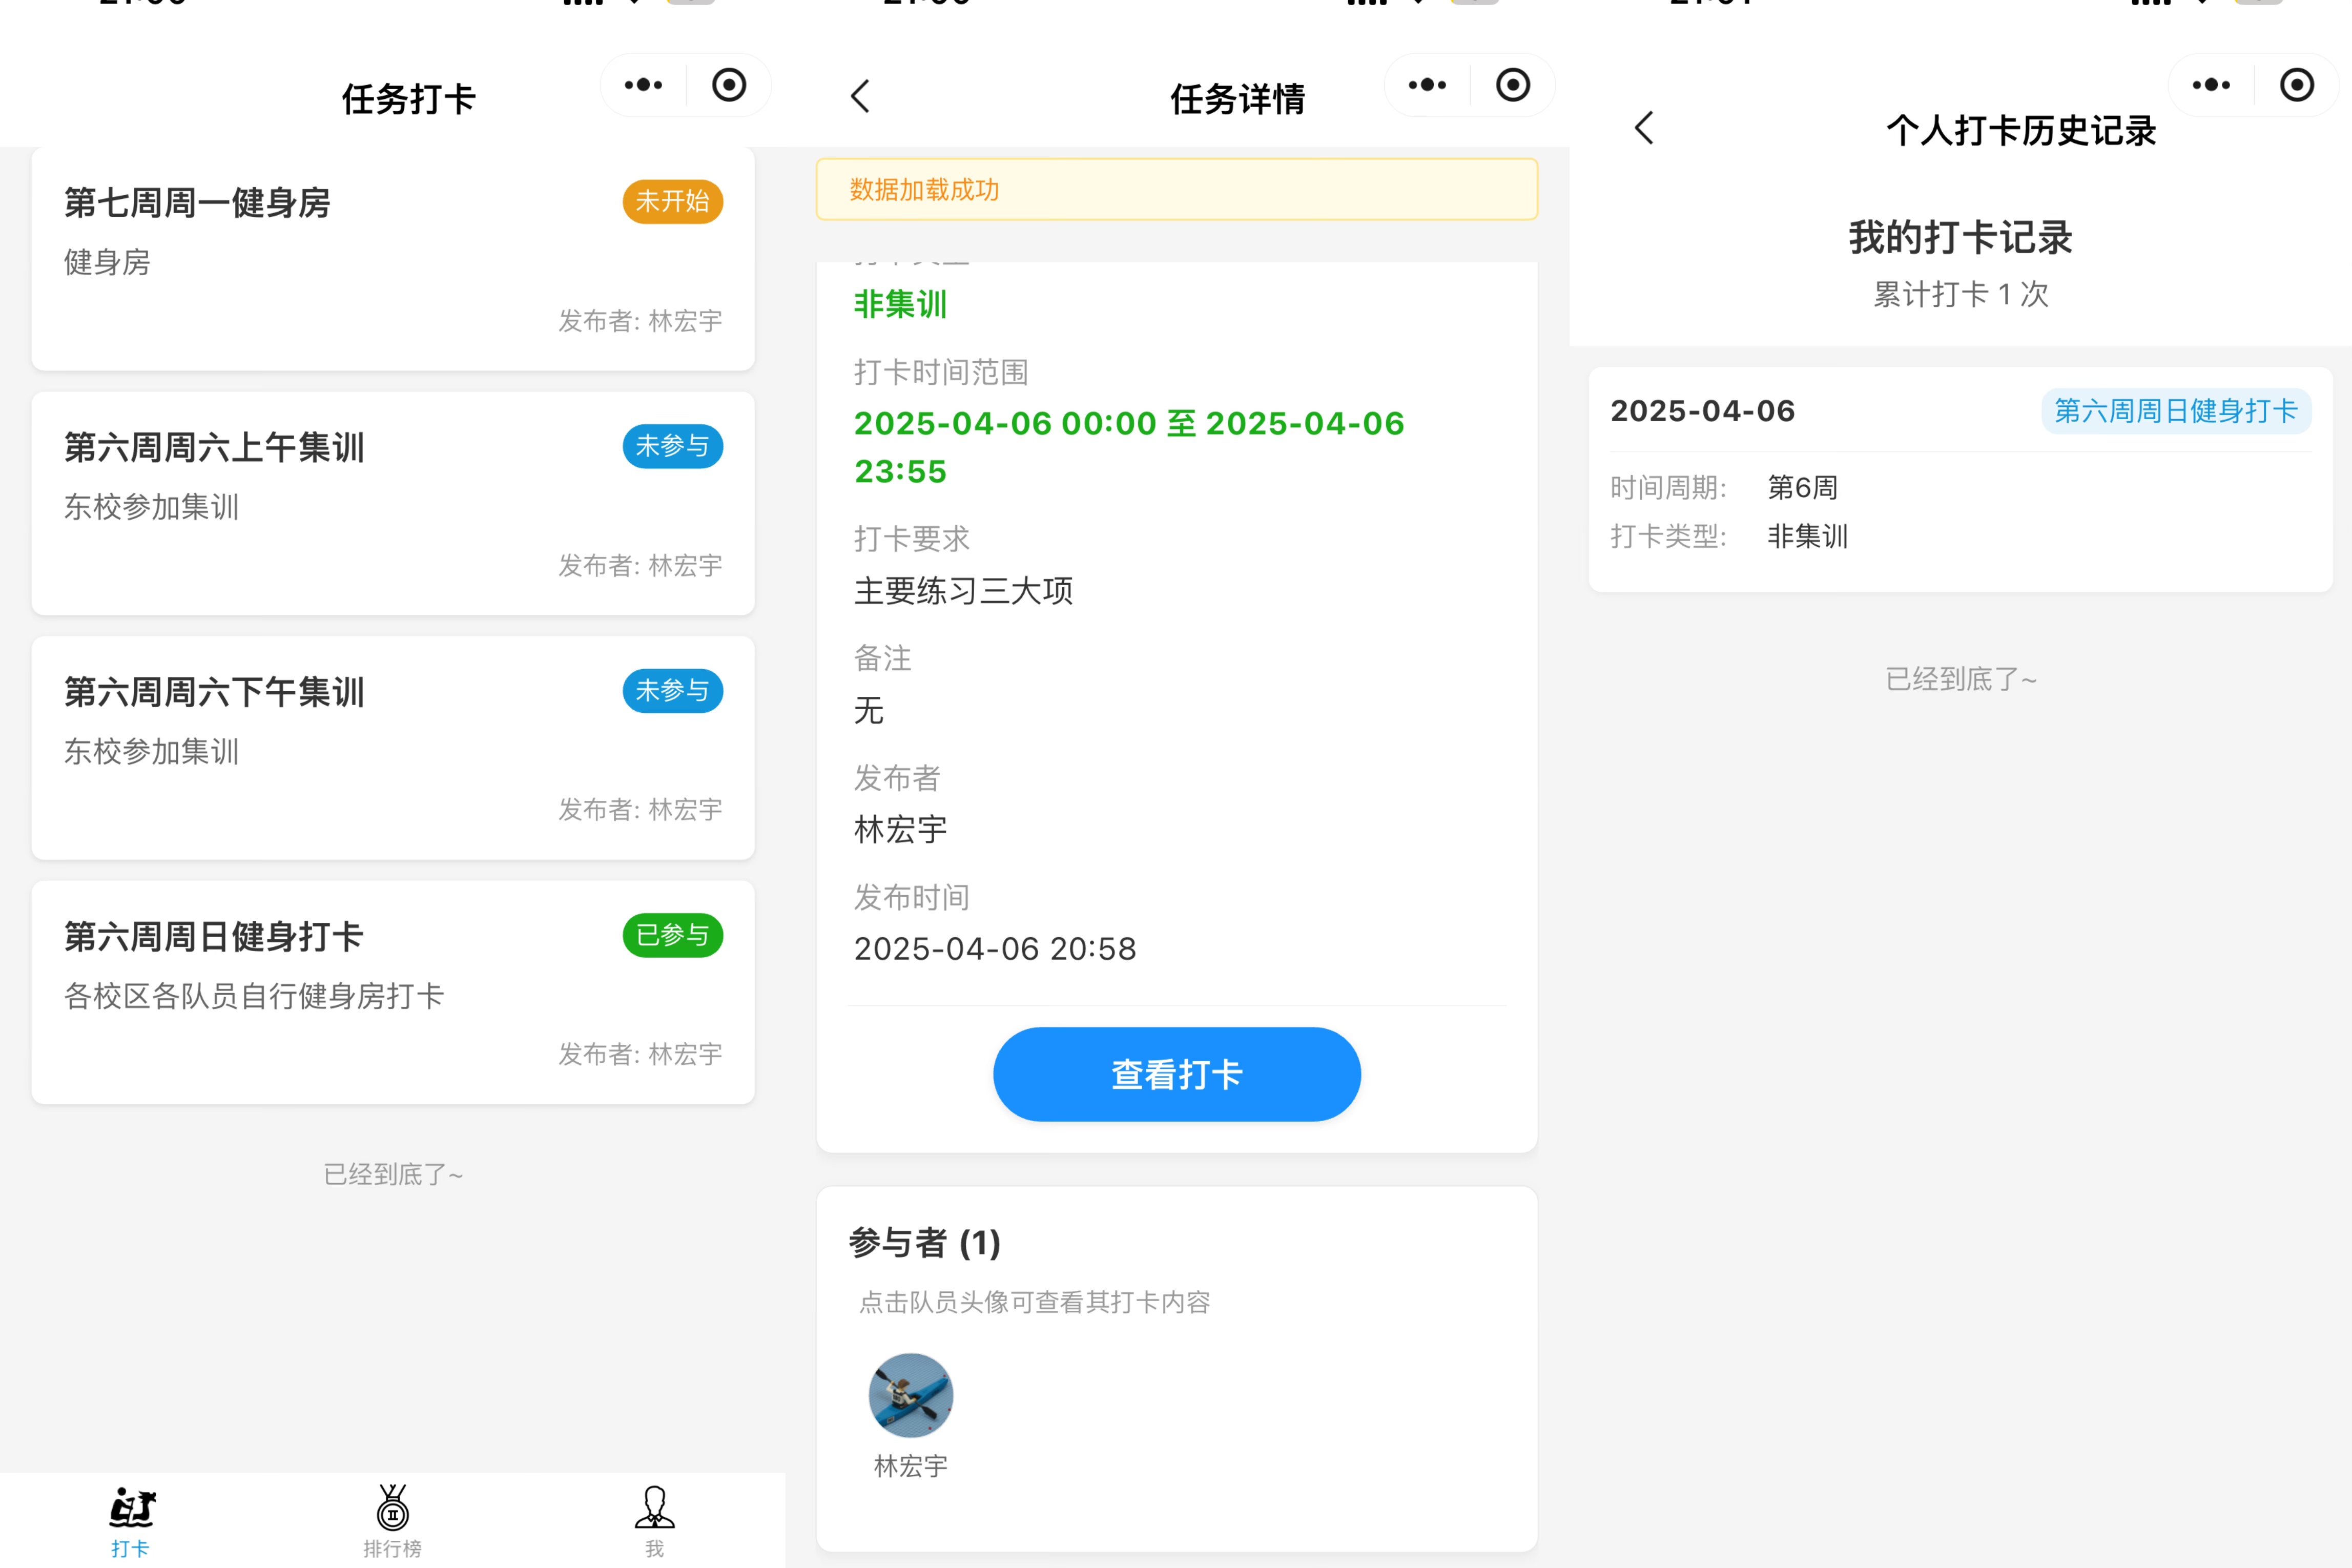 任务打卡
第七周周一健身房
未开始
健身房
发布者: 林宏宇
第六周周六上午集训
未参与
东校参加集训
发布者: 林宏宇
第六周周六下午集训
未参与
东校参加集训
发布者: 林宏宇
第六周周日健身打卡
已参与
各校区各队员自行健身房打卡
发布者: 林宏宇
已经到底了~
打卡
排行榜
我
任务详情
数据加载成功
非集训
打卡时间范围
2025-04-06 00:00 至 2025-04-06
23:55
打卡要求
主要练习三大项
备注
无
发布者
林宏宇
发布时间
2025-04-06 20:58
查看打卡
参与者 (1)
点击队员头像可查看其打卡内容
林宏宇
个人打卡历史记录
我的打卡记录
累计打卡 1 次
2025-04-06
第六周周日健身打卡
时间周期: 第6周
打卡类型: 非集训
已经到底了~